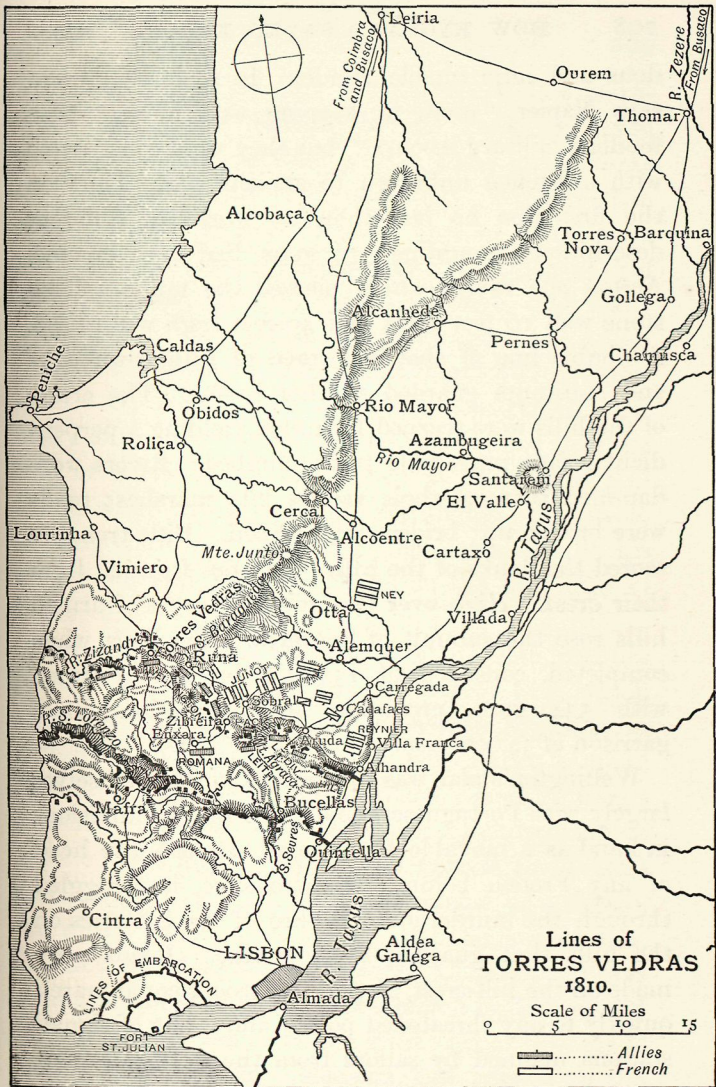 Leiria
From Coimbra
and Busaco
Ourem
R. Zezere
From Busaco
Thomar
Alcobaça
Torres
Nova
Barquina
Gollega
Alcanhede
Pernes
Chamusca
Caldas
Peniche
Obidos
Rio Mayor
Roliça
Azambugeira
Rio Mayor
Santarem
El Valle
Cercal
Lourinha
Alcoentre
Mte. Junto
Cartaxo
R. Tagus
Vimiero
NEY
Otta
Villada
Torres Vedras
S. Baragueda
R. Zizandre
Runa
Alemquer
JUNOT
Carregada
Sobral
Cadafaes
Zibreira
REYNIER
R. S. Lorenzo
Enxara
Aruda
Villa Franca
ROMANA
LEITH
Alhandra
HILL
Mafra
Bucellas
Quintella
Cintra
LISBON
R. Tagus
Aldea
Gallega
LINES OF EMBARCATION
Almada
FORT
ST. JULIAN
Lines of
TORRES VEDRAS
1810.
Scale of Miles
0 5 10 15
Allies
French